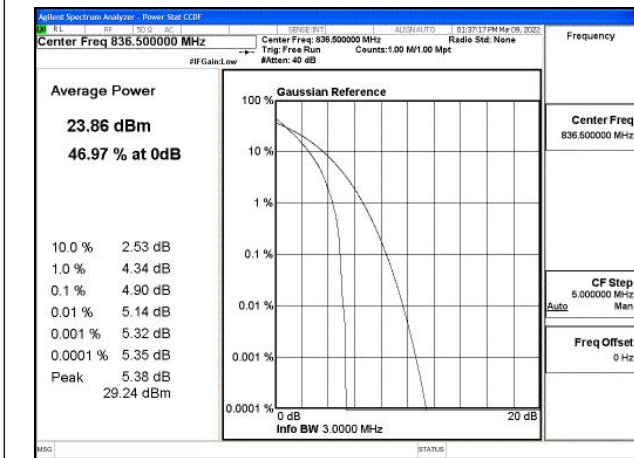 Agilent Spectrum Analyzer - Power Stat CCDF
RL RF 50 Ω AC SENSE:INT ALIGNAUTO 01:37:17 PM Mar 09, 2022
Center Freq 836.500000 MHz
Center Freq: 836.500000 MHz Radio Std: None
Trig: Free Run Counts:1.00 M/1.00 Mpt
#IFGain:Low #Atten: 40 dB
Frequency
Average Power
23.86 dBm
46.97 % at 0dB
10.0 % 2.53 dB
1.0 % 4.34 dB
0.1 % 4.90 dB
0.01 % 5.14 dB
0.001 % 5.32 dB
0.0001 % 5.35 dB
Peak 5.38 dB
29.24 dBm
Gaussian Reference
100 %
10 %
1 %
0.1 %
0.01 %
0.001 %
0.0001 %
0 dB 20 dB
Info BW 3.0000 MHz
Center Freq
836.500000 MHz
CF Step
5.000000 MHz
Auto Man
Freq Offset
0 Hz
MSG STATUS